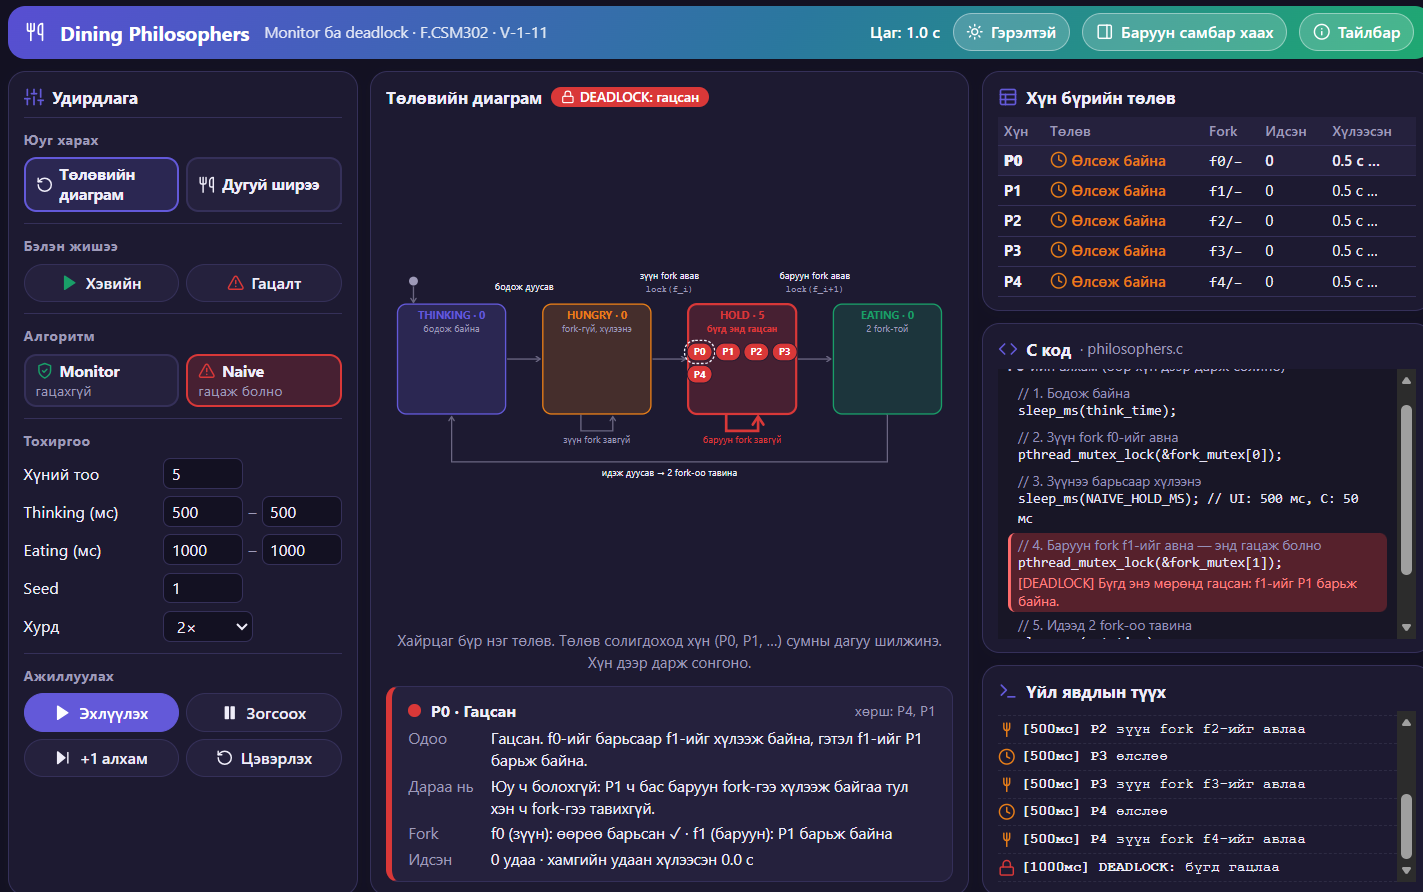 Dining Philosophers
Monitor ба deadlock · F.CSM302 · V-1-11
Цаг: 1.0 с
Гэрэлтэй
Баруун самбар хаах
Тайлбар
Удирдлага
Юуг харах
Төлөвийн
диаграм
Дугуй ширээ
Бэлэн жишээ
Хэвийн
Гацалт
Алгоритм
Monitor
гацахгүй
Naive
гацаж болно
Тохиргоо
Хүний тоо
5
Thinking (мс)
500 – 500
Eating (мс)
1000 – 1000
Seed
1
Хурд
2×
Ажиллуулах
Эхлүүлэх
Зогсоох
+1 алхам
Цэвэрлэх
Төлөвийн диаграм
DEADLOCK: гацсан
бодож дуусав
зүүн fork авав
lock(f_i)
баруун fork авав
lock(f_i+1)
THINKING · 0
бодож байна
HUNGRY · 0
fork-гүй, хүлээнэ
HOLD · 5
бүгд энд гацсан
P0 P1 P2 P3
P4
EATING · 0
2 fork-той
зүүн fork завгүй
баруун fork завгүй
идэж дуусав → 2 fork-оо тавина
Хайрцаг бүр нэг төлөв. Төлөв солигдоход хүн (P0, P1, ...) сумны дагуу шилжинэ.
Хүн дээр дарж сонгоно.
P0 · Гацсан
хөрш: P4, P1
Одоо
Гацсан. f0-ийг барьсаар f1-ийг хүлээж байна, гэтэл f1-ийг P1
барьж байна.
Дараа нь
Юу ч болохгүй: P1 ч бас баруун fork-гээ хүлээж байгаа тул
хэн ч fork-гээ тавихгүй.
Fork
f0 (зүүн): өөрөө барьсан ✓ · f1 (баруун): P1 барьж байна
Идсэн
0 удаа · хамгийн удаан хүлээсэн 0.0 с
Хүн бүрийн төлөв
Хүн Төлөв Fork Идсэн Хүлээсэн
P0 Өлсөж байна f0/– 0 0.5 с ...
P1 Өлсөж байна f1/– 0 0.5 с ...
P2 Өлсөж байна f2/– 0 0.5 с ...
P3 Өлсөж байна f3/– 0 0.5 с ...
P4 Өлсөж байна f4/– 0 0.5 с ...
C код · philosophers.c
// 1. Бодож байна
sleep_ms(think_time);
// 2. Зүүн fork f0-ийг авна
pthread_mutex_lock(&fork_mutex[0]);
// 3. Зүүнээ барьсаар хүлээнэ
sleep_ms(NAIVE_HOLD_MS); // UI: 500 мс, C: 50
мс
// 4. Баруун fork f1-ийг авна — энд гацаж болно
pthread_mutex_lock(&fork_mutex[1]);
[DEADLOCK] Бүгд энэ мөрөнд гацсан: f1-ийг P1 барьж
байна.
// 5. Идээд 2 fork-оо тавина
Үйл явдлын түүх
[500мс] P2 зүүн fork f2-ийг авлаа
[500мс] P3 өлслөө
[500мс] P3 зүүн fork f3-ийг авлаа
[500мс] P4 өлслөө
[500мс] P4 зүүн fork f4-ийг авлаа
[1000мс] DEADLOCK: бүгд гацлаа